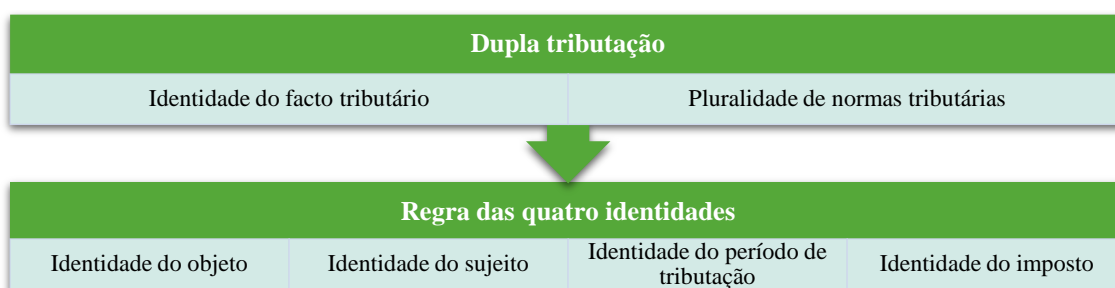 Dupla tributação
Identidade do facto tributário
Pluralidade de normas tributárias
Regra das quatro identidades
Identidade do objeto
Identidade do sujeito
Identidade do período de
tributação
Identidade do imposto